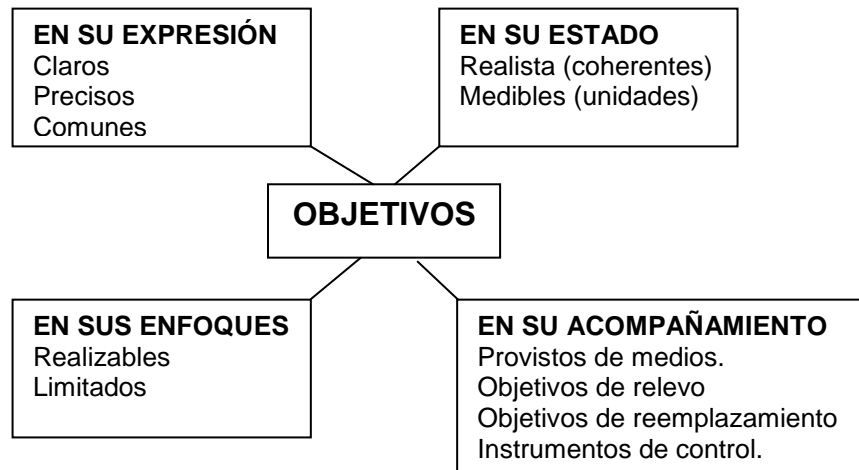 EN SU EXPRESIÓN
Claros
Precisos
Comunes
EN SU ESTADO
Realista (coherentes)
Medibles (unidades)
OBJETIVOS
EN SUS ENFOQUES
Realizables
Limitados
EN SU ACOMPAÑAMIENTO
Provistos de medios.
Objetivos de relevo
Objetivos de reemplazamiento
Instrumentos de control.